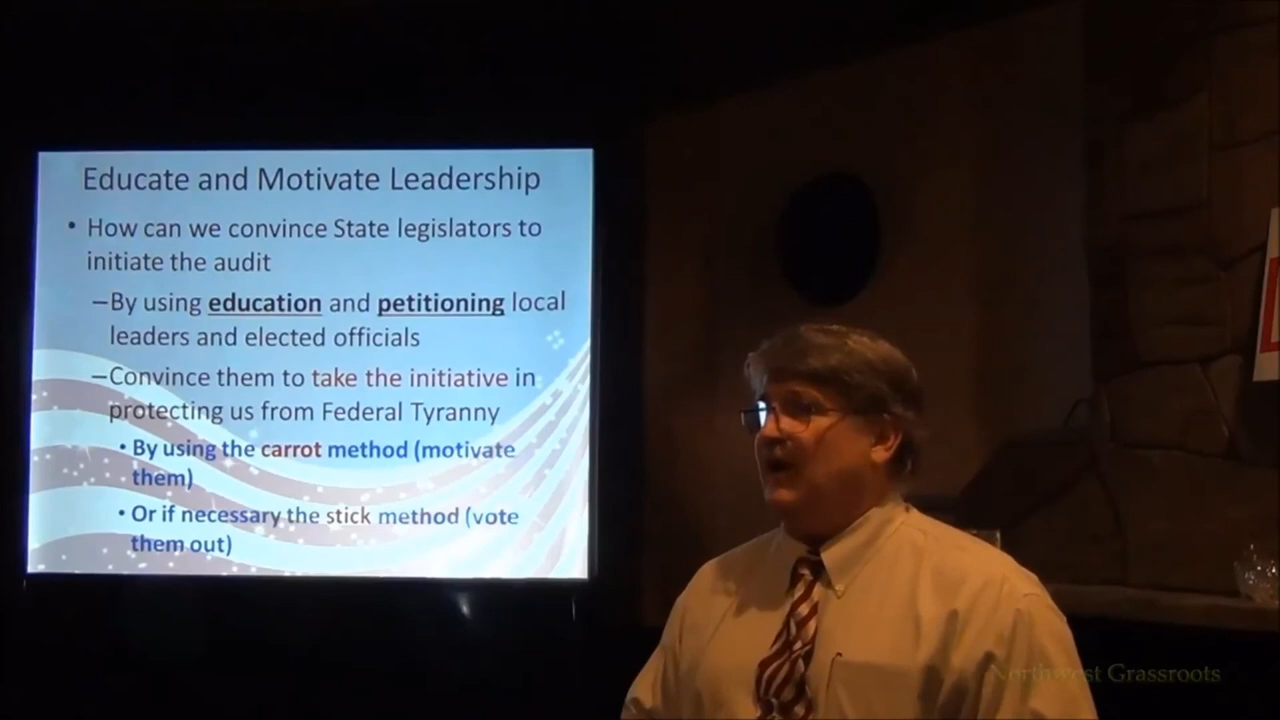 Educate and Motivate Leadership
• How can we convince State legislators to
initiate the audit
–By using education and petitioning local
leaders and elected officials
–Convince them to take the initiative in
protecting us from Federal Tyranny
• By using the carrot method (motivate
them)
• Or if necessary the stick method (vote
them out)
Northwest Grassroots